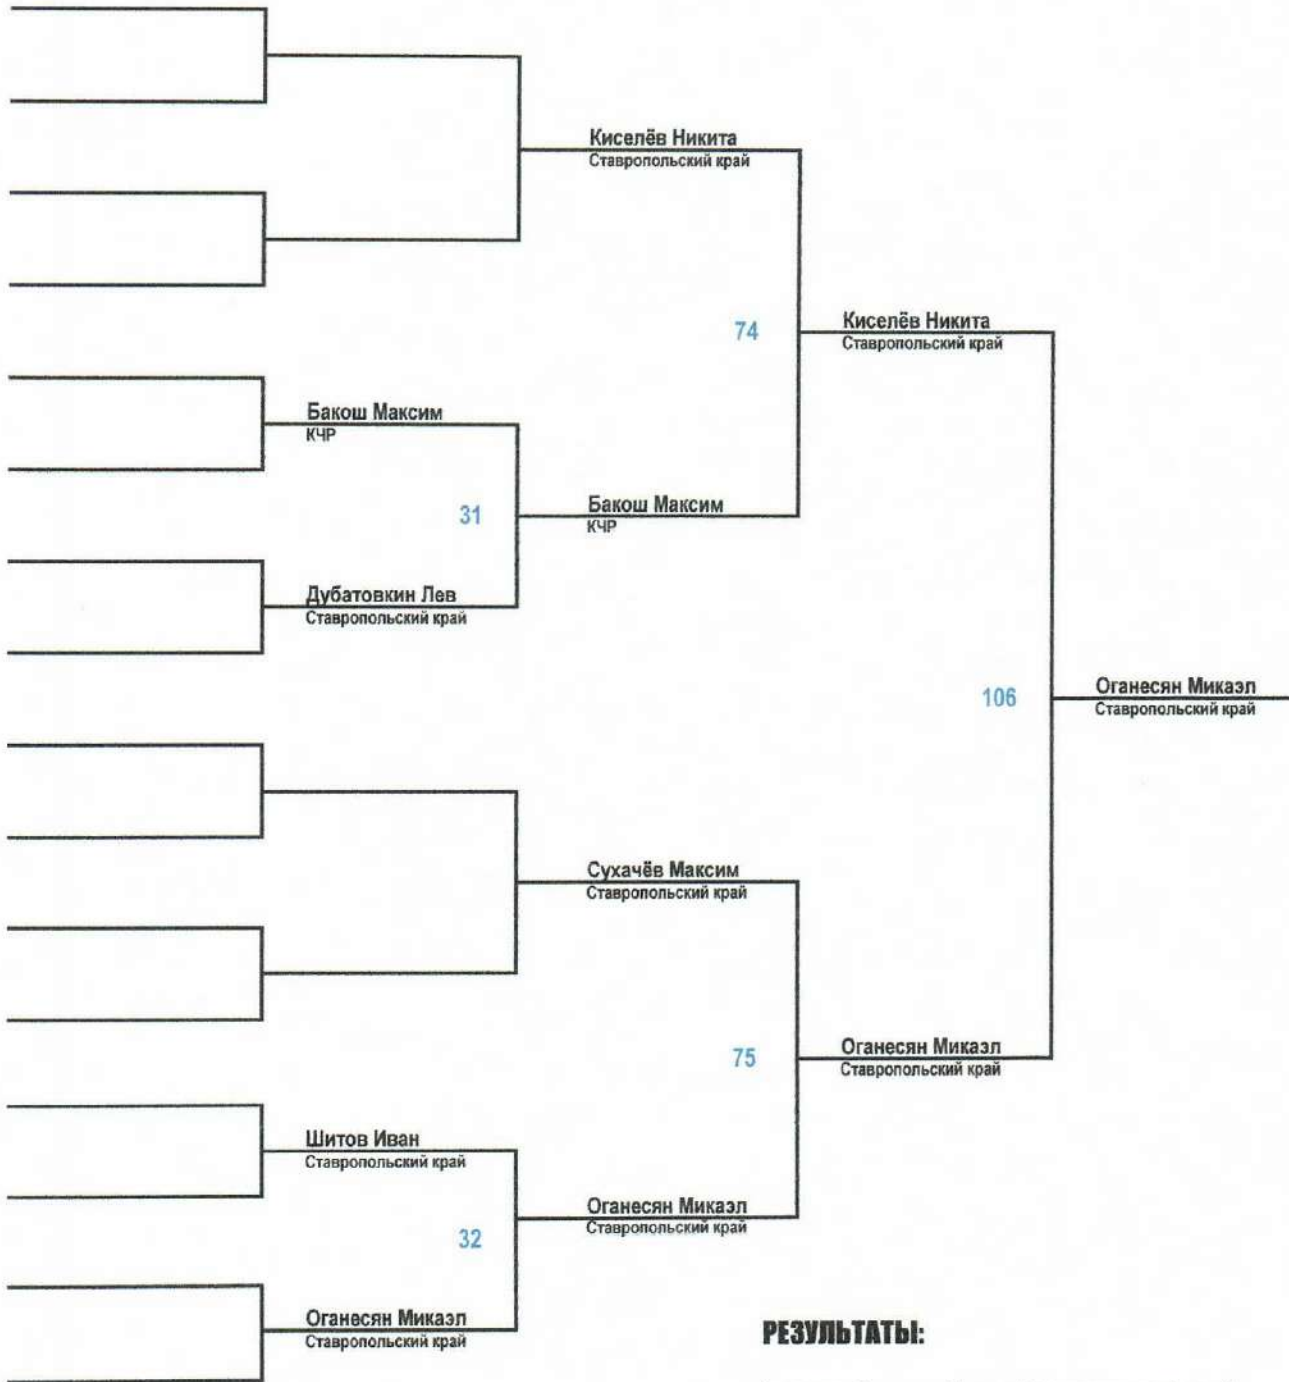 Киселёв Никита
Ставропольский край
74
Киселёв Никита
Ставропольский край
Бакош Максим
КЧР
31
Бакош Максим
КЧР
Дубатовкин Лев
Ставропольский край
106
Оганесян Микаэл
Ставропольский край
Сухачёв Максим
Ставропольский край
75
Оганесян Микаэл
Ставропольский край
Шитов Иван
Ставропольский край
32
Оганесян Микаэл
Ставропольский край
Оганесян Микаэл
Ставропольский край
РЕЗУЛЬТАТЫ: